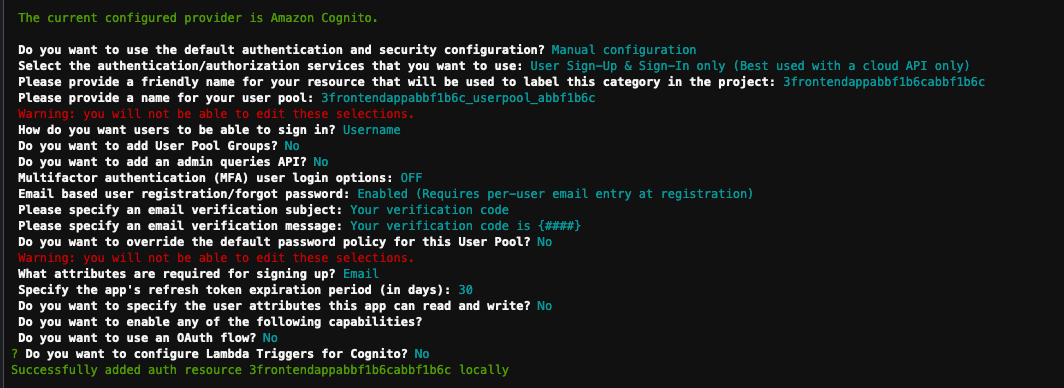 The current configured provider is Amazon Cognito.
Do you want to use the default authentication and security configuration? Manual configuration
Select the authentication/authorization services that you want to use: User Sign-Up & Sign-In only (Best used with a cloud API only)
Please provide a friendly name for your resource that will be used to label this category in the project: 3frontendappabbf1b6cabbf1b6c
Please provide a name for your user pool: 3frontendappabbf1b6c_userpool_abbf1b6c
Warning: you will not be able to edit these selections.
How do you want users to be able to sign in? Username
Do you want to add User Pool Groups? No
Do you want to add an admin queries API? No
Multifactor authentication (MFA) user login options: OFF
Email based user registration/forgot password: Enabled (Requires per-user email entry at registration)
Please specify an email verification subject: Your verification code
Please specify an email verification message: Your verification code is {####}
Do you want to override the default password policy for this User Pool? No
Warning: you will not be able to edit these selections.
What attributes are required for signing up? Email
Specify the app's refresh token expiration period (in days): 30
Do you want to specify the user attributes this app can read and write? No
Do you want to enable any of the following capabilities?
Do you want to use an OAuth flow? No
? Do you want to configure Lambda Triggers for Cognito? No
Successfully added auth resource 3frontendappabbf1b6cabbf1b6c locally